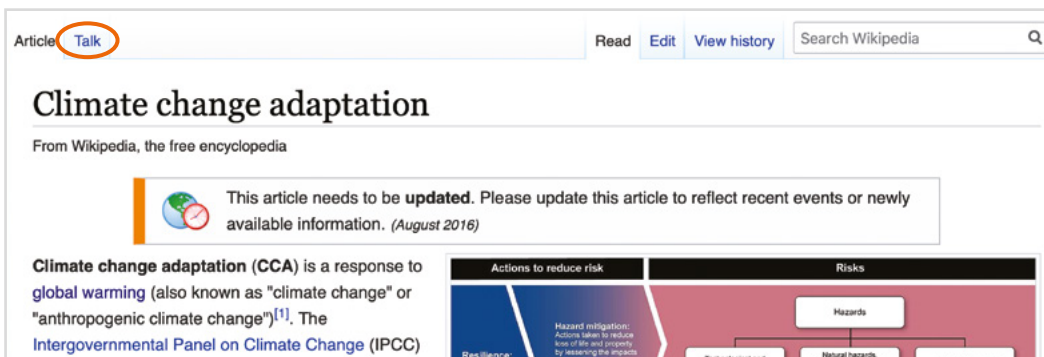 Article Talk Read Edit View history Search Wikipedia
Climate change adaptation
From Wikipedia, the free encyclopedia
This article needs to be updated. Please update this article to reflect recent events or newly
available information. (August 2016)
Climate change adaptation (CCA) is a response to
global warming (also known as "climate change" or
"anthropogenic climate change")[1]. The
Intergovernmental Panel on Climate Change (IPCC)
Actions to reduce risk
Risks
Hazards
Hazard mitigation:
Actions taken to reduce
loss of life and property
by lessening the impacts
Resilience:
Natural hazards,